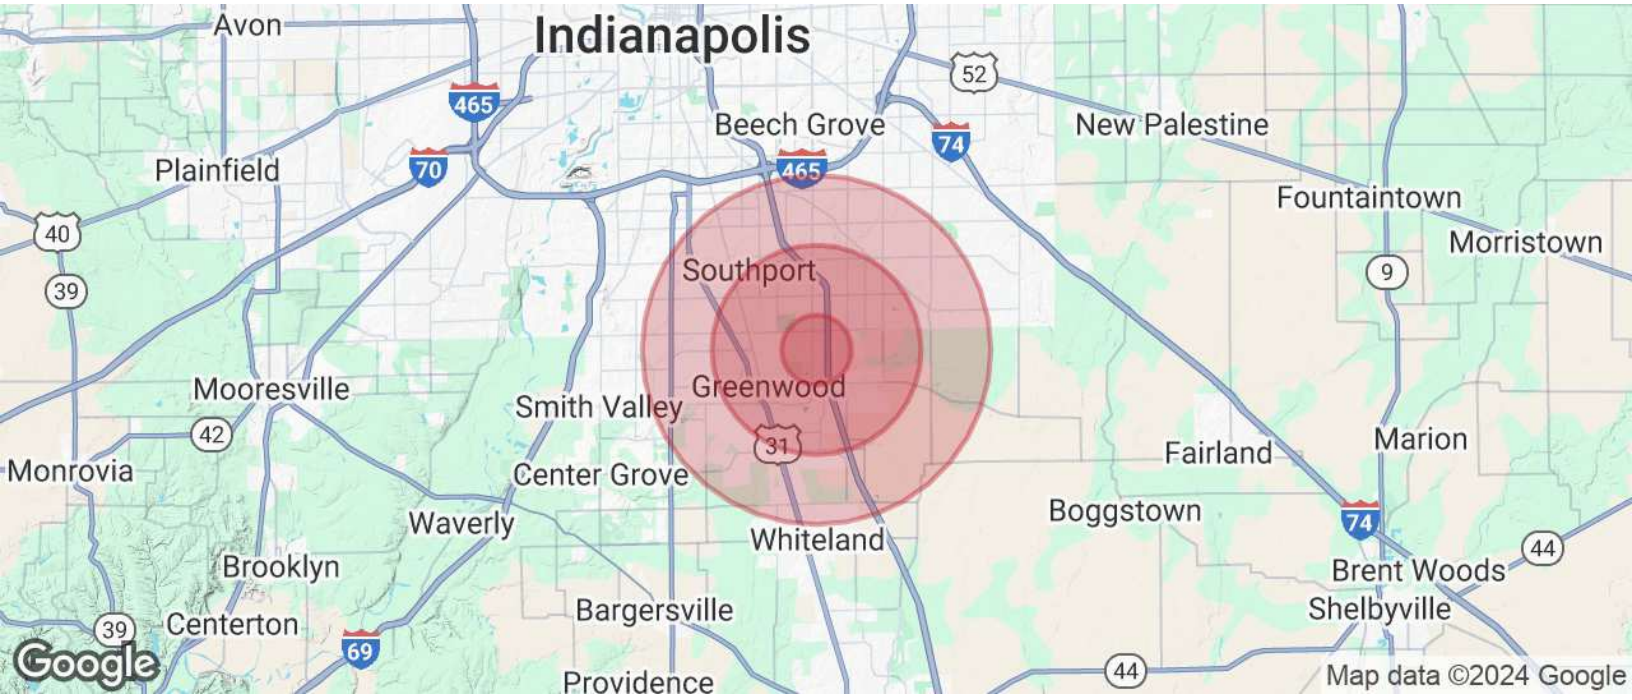 Avon
Indianapolis
52
465
Beech Grove
New Palestine
74
70
465
Plainfield
Fountaintown
40
Morristown
Southport
9
39
Mooresville
Greenwood
Smith Valley
42
31
Marion
Fairland
Monrovia
Center Grove
Boggstown
Waverly
74
Whiteland
44
Brooklyn
Brent Woods
Bargersville
Shelbyville
39
Centerton
69
Google
44
Providence
Map data ©2024 Google